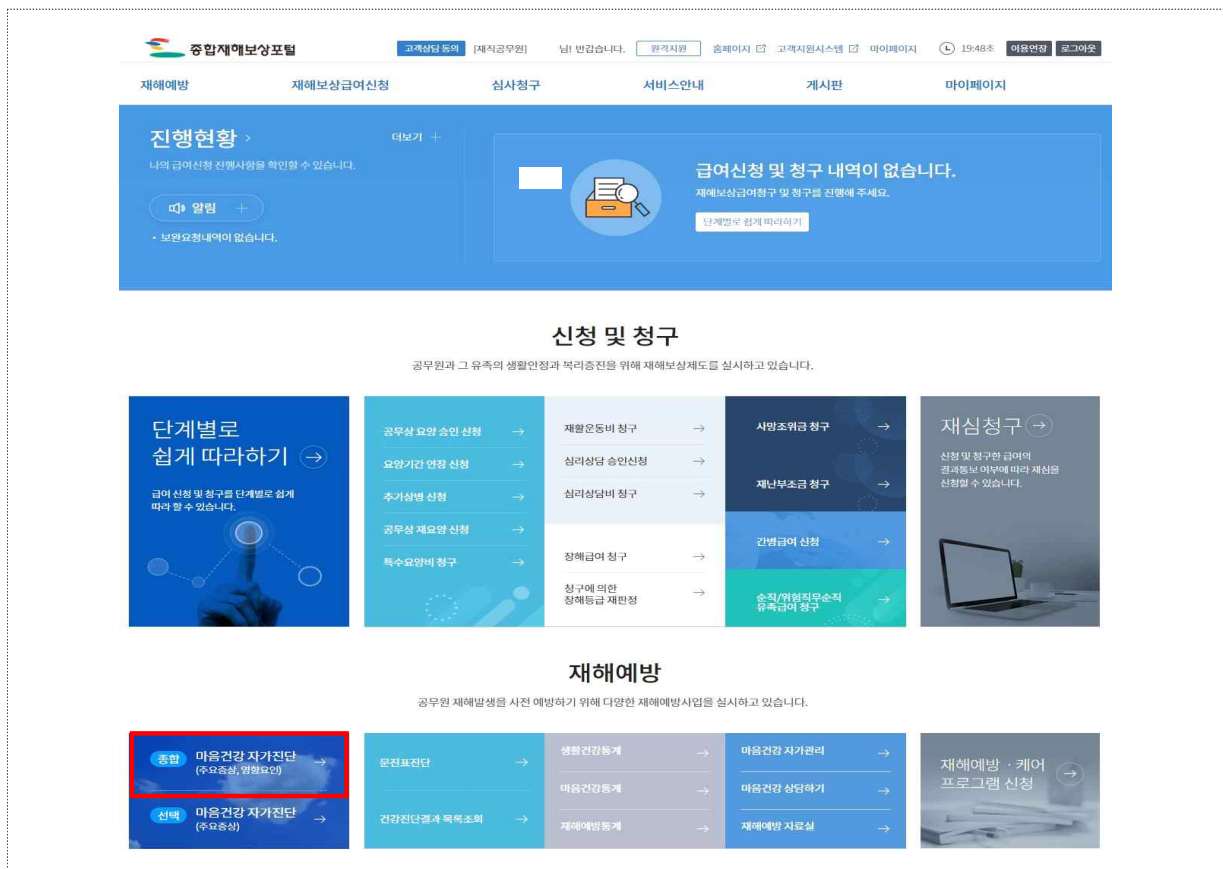 종합재해보상포털
고객상담 동의 [재직공무원] 님! 반갑습니다. 원격지원 홈페이지 고객지원시스템 마이페이지 19:48초 이용연장 로그아웃
재해예방 재해보상급여신청 심사청구 서비스안내 게시판 마이페이지
진행현황 >
더보기 +
나의 급여신청 진행사항을 확인할 수 있습니다.
알림 +
• 보완요청내역이 없습니다.
급여신청 및 청구 내역이 없습니다.
재해보상급여청구 및 청구를 진행해 주세요.
단계별로 쉽게 따라하기
신청 및 청구
공무원과 그 유족의 생활안정과 복리증진을 위해 재해보상제도를 실시하고 있습니다.
단계별로
쉽게 따라하기 →
급여 신청 및 청구를 단계별로 쉽게
따라 할 수 있습니다.
공무상 요양 승인 신청 →
요양기간 연장 신청 →
추가상병 신청 →
공무상 재요양 신청 →
특수요양비 청구 →
재활운동비 청구 →
심리상담 승인신청 →
심리상담비 청구 →
장해급여 청구 →
청구에 의한
장해등급 재판정 →
사망조위금 청구 →
재난부조금 청구 →
간병급여 신청 →
순직/위험직무순직
유족급여 청구 →
재심청구 →
신청 및 청구한 급여의
결과통보 여부에 따라 재심을
신청할 수 있습니다.
재해예방
공무원 재해발생을 사전 예방하기 위해 다양한 재해예방사업을 실시하고 있습니다.
종합 마음건강 자가진단 →
(주요증상, 영향요인)
선택 마음건강 자가진단 →
(주요증상)
문진표진단 →
건강진단결과 목록조회 →
생활건강통계 →
마음건강통계 →
재해예방통계 →
마음건강 자가관리 →
마음건강 상담하기 →
재해예방 자료실 →
재해예방 · 케어
프로그램 신청 →